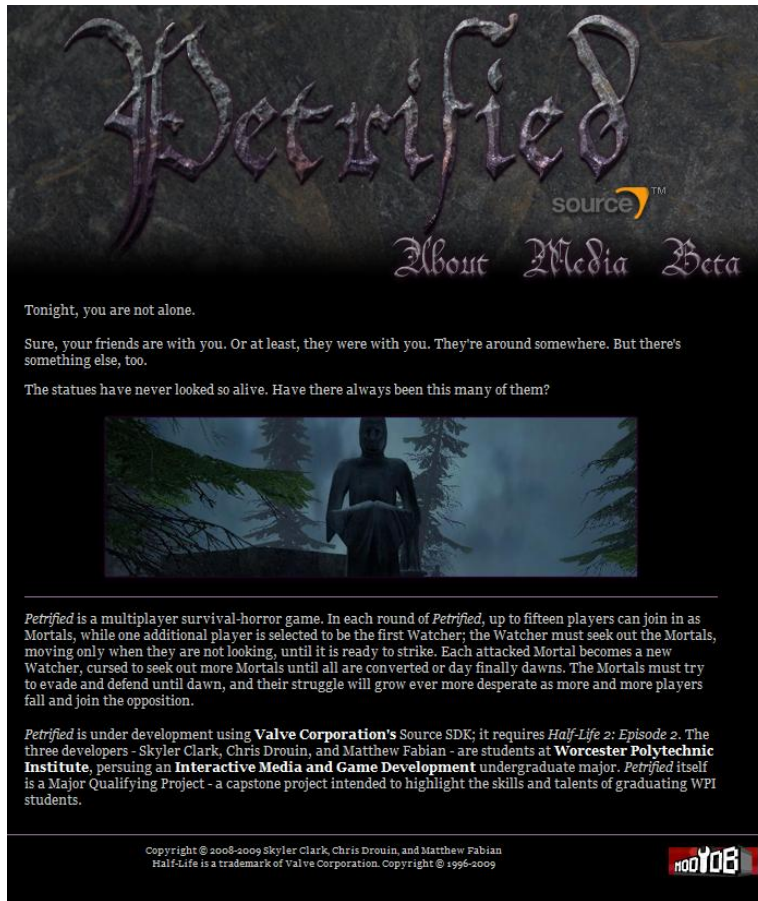 Petrified
source™
About Media Beta
Tonight, you are not alone.
Sure, your friends are with you. Or at least, they were with you. They're around somewhere. But there's
something else, too.
The statues have never looked so alive. Have there always been this many of them?
Petrified is a multiplayer survival-horror game. In each round of Petrified, up to fifteen players can join in as
Mortals, while one additional player is selected to be the first Watcher; the Watcher must seek out the Mortals,
moving only when they are not looking, until it is ready to strike. Each attacked Mortal becomes a new
Watcher, cursed to seek out more Mortals until all are converted or day finally dawns. The Mortals must try
to evade and defend until dawn, and their struggle will grow ever more desperate as more and more players
fall and join the opposition.
Petrified is under development using Valve Corporation's Source SDK; it requires Half-Life 2: Episode 2. The
three developers - Skyler Clark, Chris Drouin, and Matthew Fabian - are students at Worcester Polytechnic
Institute, persuing an Interactive Media and Game Development undergraduate major. Petrified itself
is a Major Qualifying Project - a capstone project intended to highlight the skills and talents of graduating WPI
students.
Copyright © 2008-2009 Skyler Clark, Chris Drouin, and Matthew Fabian
Half-Life is a trademark of Valve Corporation. Copyright © 1996-2009
MODYDB